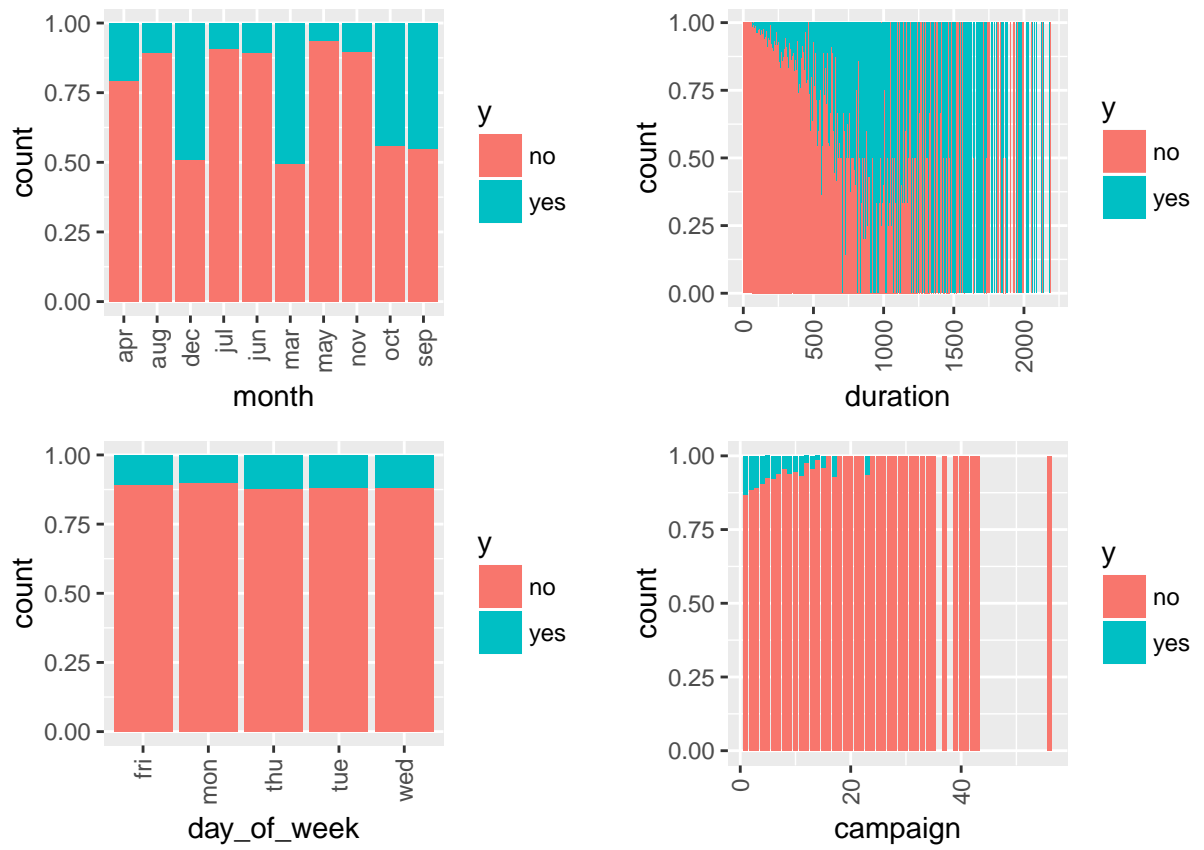 count
1.00
0.75
0.50
0.25
0.00
apr
aug
dec
jul
jun
mar
may
nov
oct
sep
month
y
no
yes
count
1.00
0.75
0.50
0.25
0.00
0
500
1000
1500
2000
duration
y
no
yes
count
1.00
0.75
0.50
0.25
0.00
fri
mon
thu
tue
wed
day_of_week
y
no
yes
count
1.00
0.75
0.50
0.25
0.00
0
20
40
campaign
y
no
yes